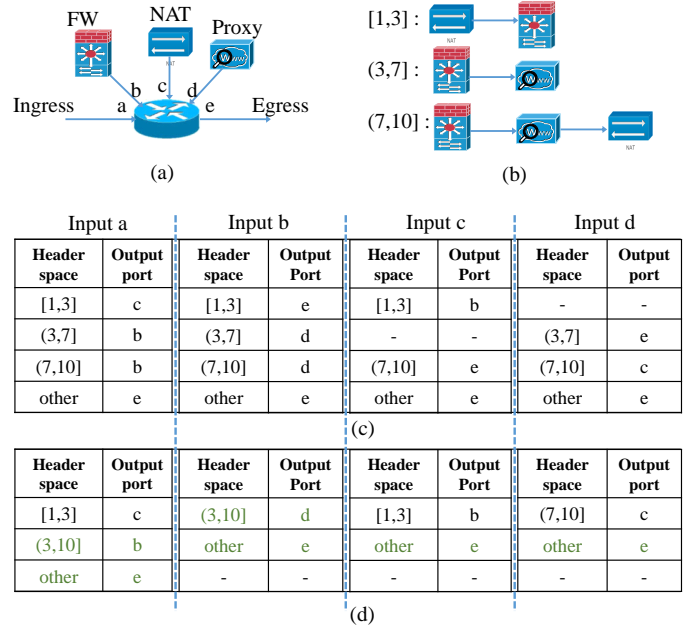 FW NAT Proxy
NAT
b c d
Ingress a e Egress
(a)
[1,3] :
NAT
(3,7] :
(7,10] :
NAT
(b)
Input a Input b Input c Input d
Header space Output port Header space Output Port Header space Output Port Header space Output port
[1,3] c [1,3] e [1,3] b - -
(3,7] b (3,7] d - - (3,7] e
(7,10] b (7,10] d (7,10] e (7,10] c
other e other e other e other e
(c)
Header space Output port Header space Output Port Header space Output Port Header space Output port
[1,3] c (3,10] d [1,3] b (7,10] c
(3,10] b other e other e other e
other e - - - - - -
(d)